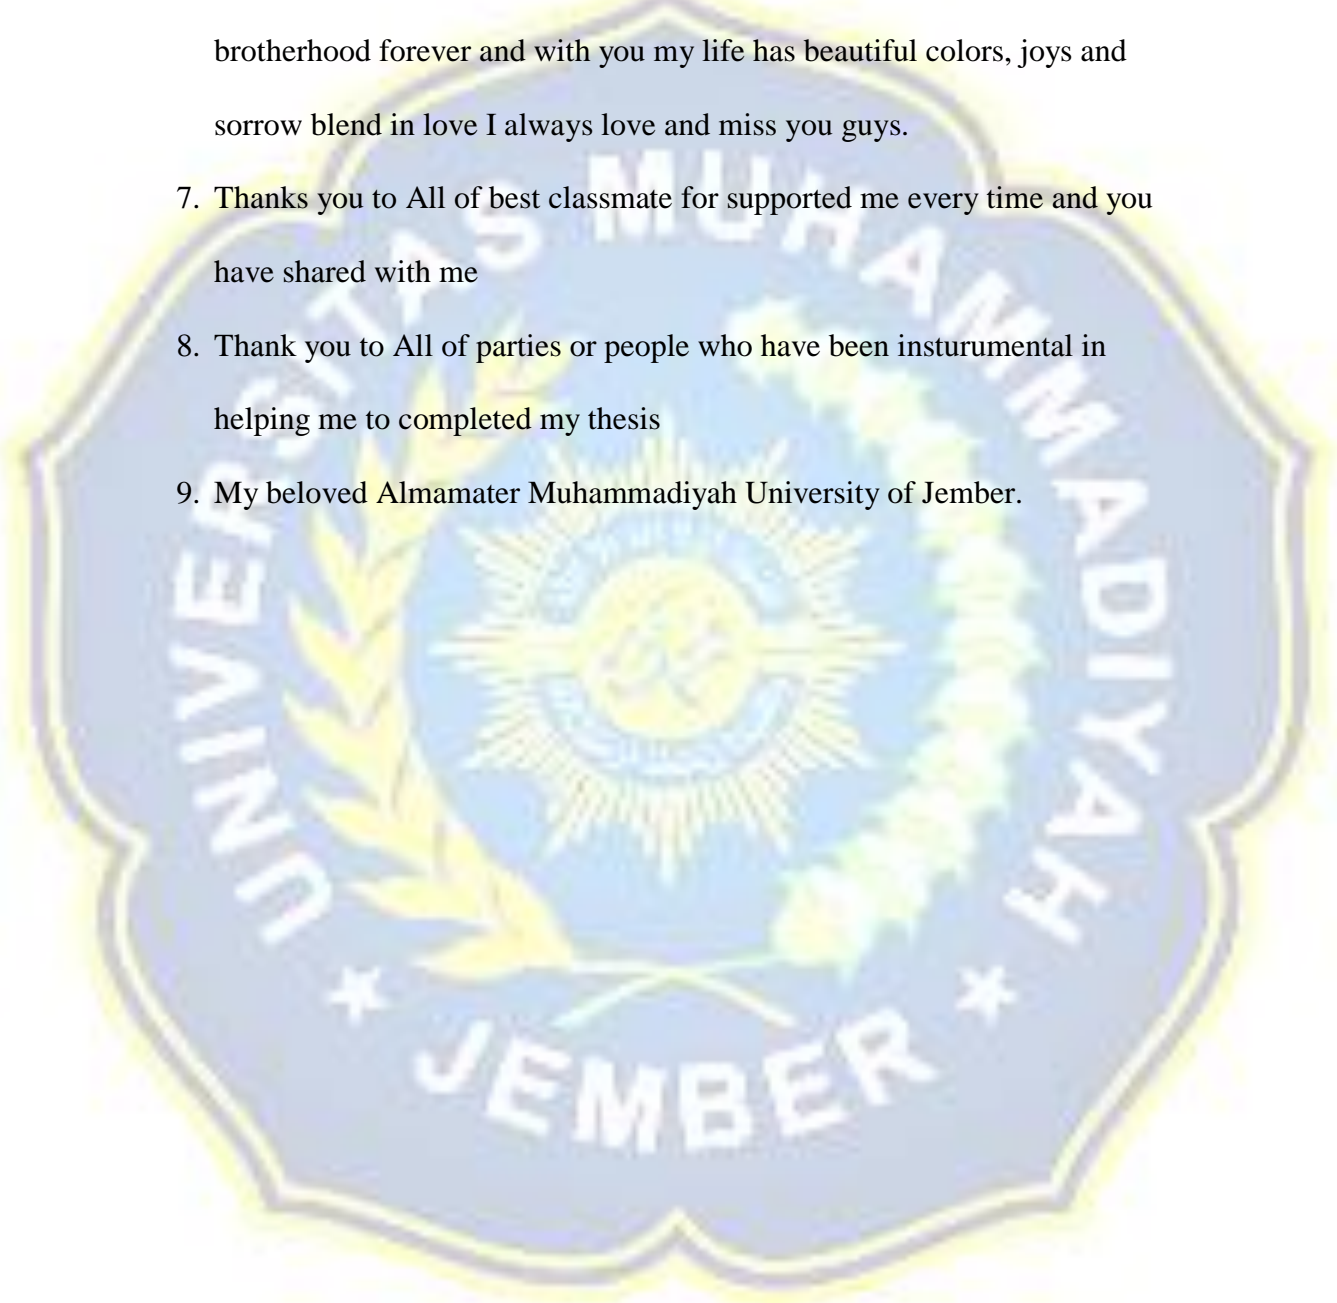 brotherhood forever and with you my life has beautiful colors, joys and
sorrow blend in love I always love and miss you guys.
7. Thanks you to All of best classmate for supported me every time and you
have shared with me
8. Thank you to All of parties or people who have been insturumental in
helping me to completed my thesis
9. My beloved Almamater Muhammadiyah University of Jember.
UNIVERSITAS MUHAMMADIYAH
★ JEMBER ★